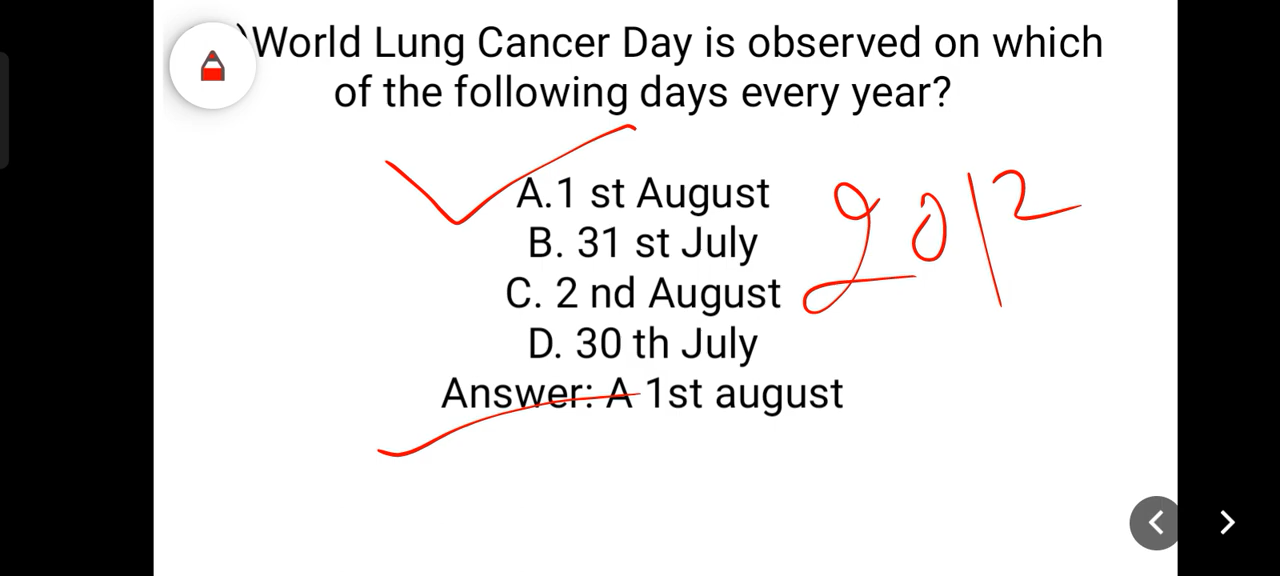 )World Lung Cancer Day is observed on which
of the following days every year?
A.1 st August
2012
B. 31 st July
C. 2 nd August
D. 30 th July
Answer: A 1st august